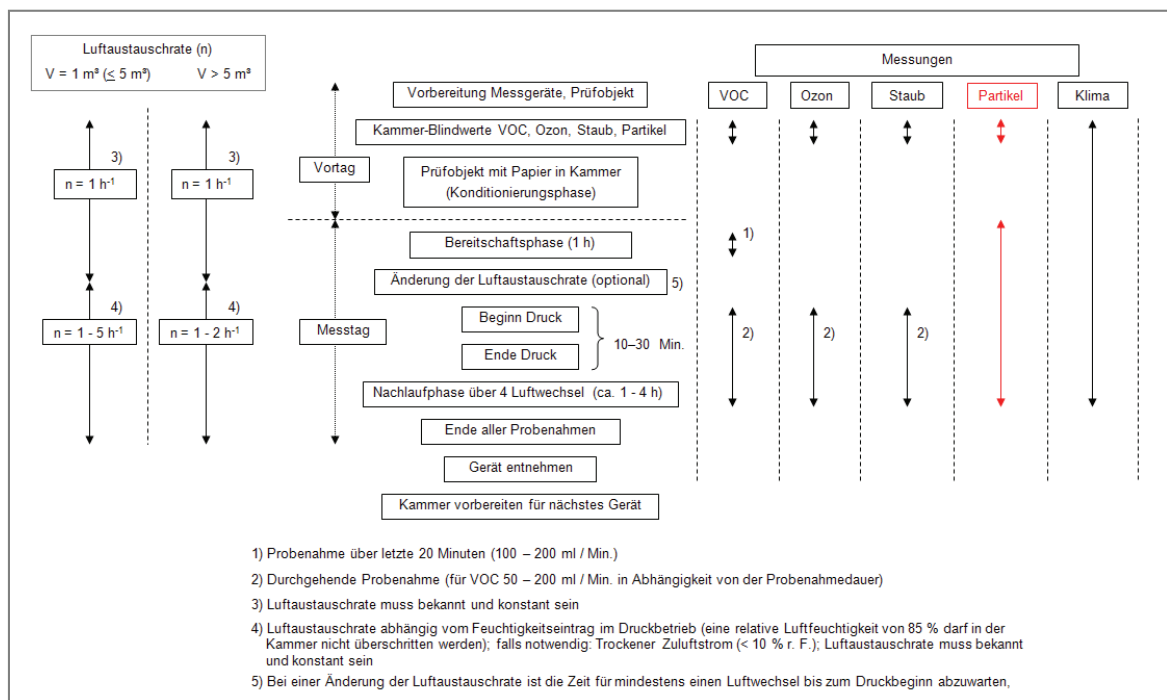 Luftaustauschrate (n)
V = 1 m³ (≤ 5 m³) V > 5 m³
Messungen
VOC Ozon Staub Partikel Klima
Vorbereitung Messgeräte, Prüfobjekt
Kammer-Blindwerte VOC, Ozon, Staub, Partikel
3) 3)
n = 1 h⁻¹ n = 1 h⁻¹
Vortag
Prüfobjekt mit Papier in Kammer
(Konditionierungsphase)
Bereitschaftsphase (1 h)
1)
Änderung der Luftaustauschrate (optional) 5)
4) 4)
n = 1 - 5 h⁻¹ n = 1 - 2 h⁻¹
Messtag
Beginn Druck
Ende Druck
10–30 Min.
2) 2) 2)
Nachlaufphase über 4 Luftwechsel (ca. 1 - 4 h)
Ende aller Probenahmen
Gerät entnehmen
Kammer vorbereiten für nächstes Gerät
1) Probenahme über letzte 20 Minuten (100 – 200 ml / Min.)
2) Durchgehende Probenahme (für VOC 50 – 200 ml / Min. in Abhängigkeit von der Probenahmedauer)
3) Luftaustauschrate muss bekannt und konstant sein
4) Luftaustauschrate abhängig vom Feuchtigkeitseintrag im Druckbetrieb (eine relative Luftfeuchtigkeit von 85 % darf in der
Kammer nicht überschritten werden); falls notwendig: Trockener Zuluftstrom (< 10 % r. F.); Luftaustauschrate muss bekannt
und konstant sein
5) Bei einer Änderung der Luftaustauschrate ist die Zeit für mindestens einen Luftwechsel bis zum Druckbeginn abzuwarten,